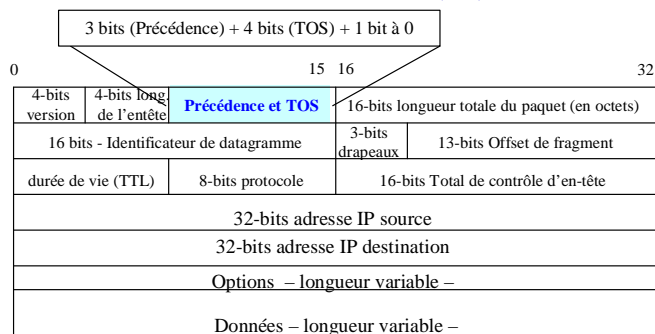 3 bits (Précédence) + 4 bits (TOS) + 1 bit à 0
0 15 16 32
4-bits version
4-bits long. de l'entête
Précédence et TOS
16-bits longueur totale du paquet (en octets)
16 bits - Identificateur de datagramme
3-bits drapeaux
13-bits Offset de fragment
durée de vie (TTL)
8-bits protocole
16-bits Total de contrôle d'en-tête
32-bits adresse IP source
32-bits adresse IP destination
Options – longueur variable –
Données – longueur variable –